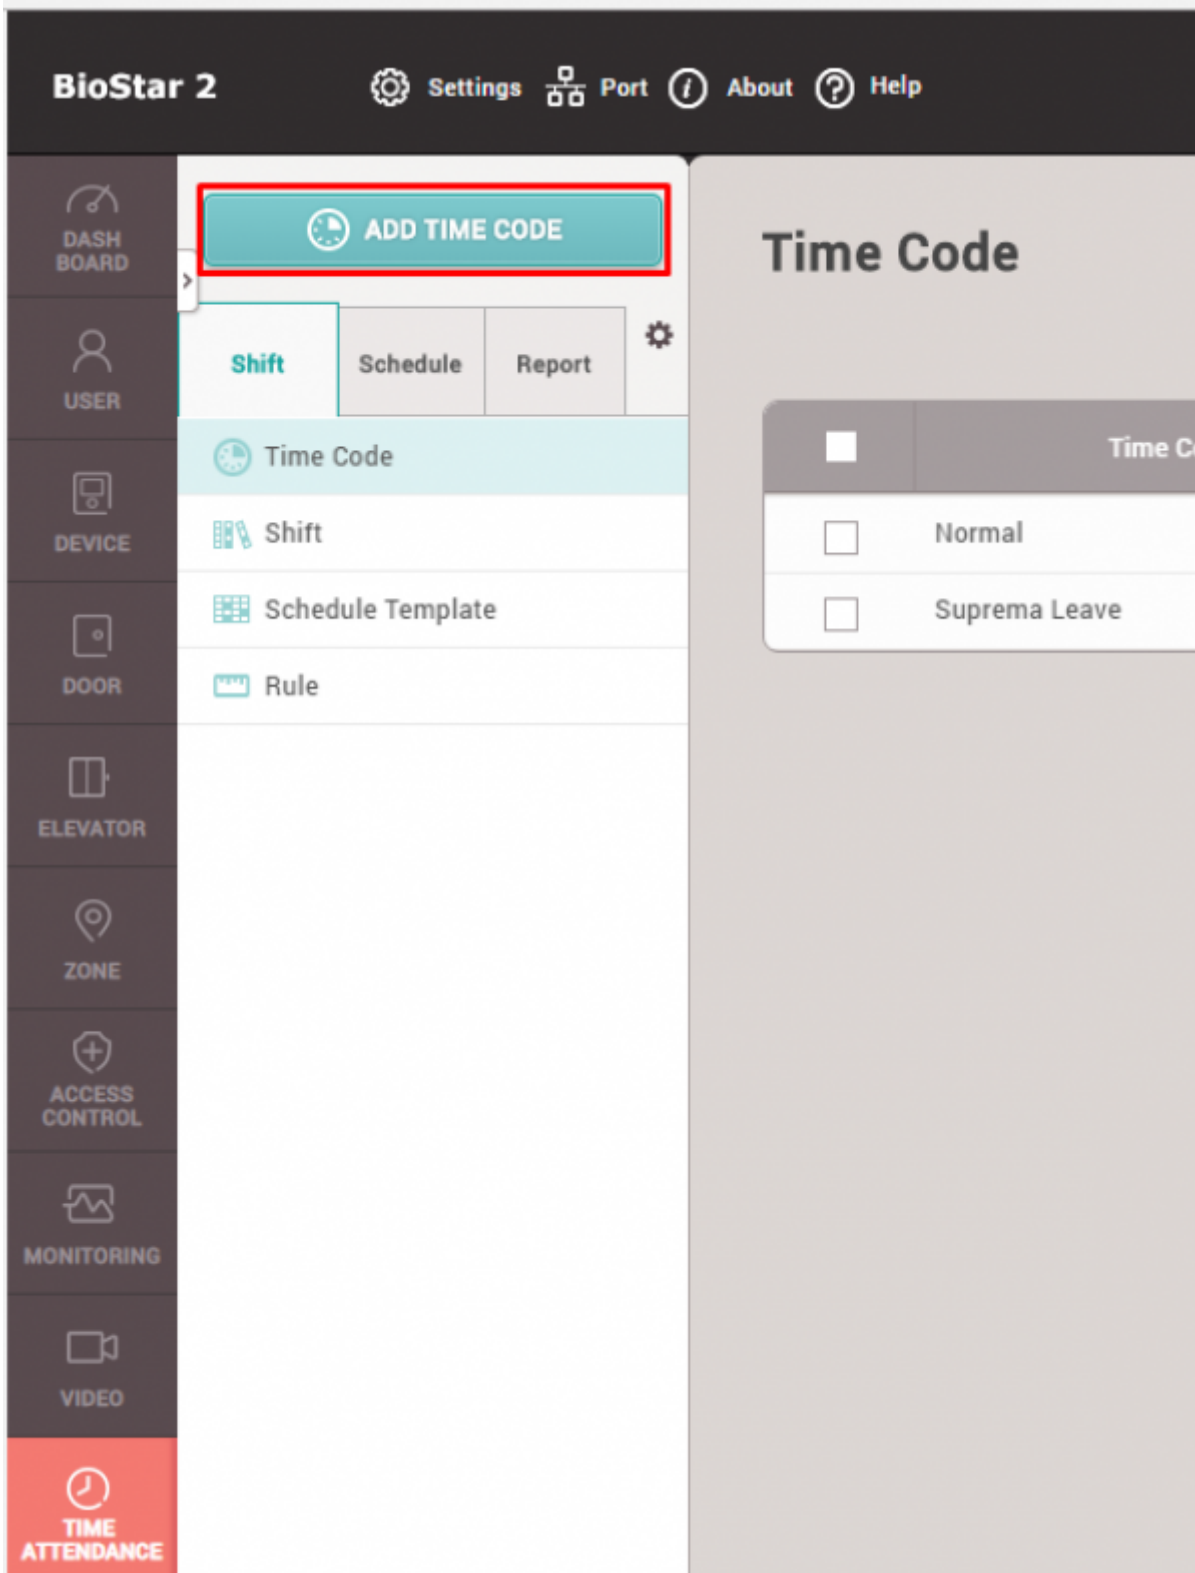 BioStar 2
Settings
Port
About
Help
DASH
BOARD
USER
DEVICE
DOOR
ELEVATOR
ZONE
ACCESS
CONTROL
MONITORING
VIDEO
TIME
ATTENDANCE
ADD TIME CODE
Shift
Schedule
Report
Time Code
Shift
Schedule Template
Rule
Time Code
Time C
Normal
Suprema Leave